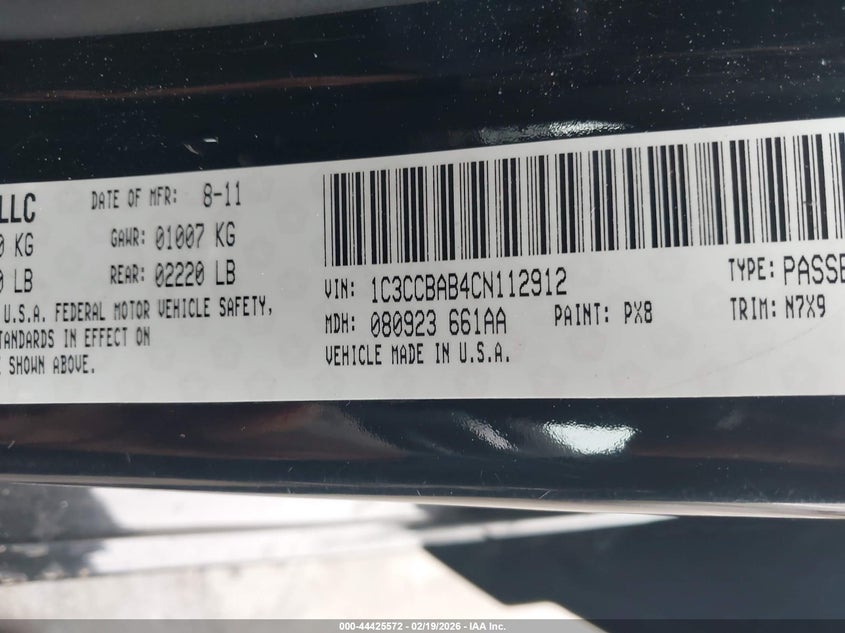 LLC
DATE OF MFR: 8-11
0 KG
GAWR: 01007 KG
0 LB
REAR: 02220 LB
U.S.A. FEDERAL MOTOR VEHICLE SAFETY,
STANDARDS IN EFFECT ON
SHOWN ABOVE.
VIN: 1C3CCBAB4CN112912
TYPE: PASSE
MDH: 080923 661AA
PAINT: PX8
TRIM: N7X9
VEHICLE MADE IN U.S.A.
000-44425572 / 02/19/2026 - IAA Inc.